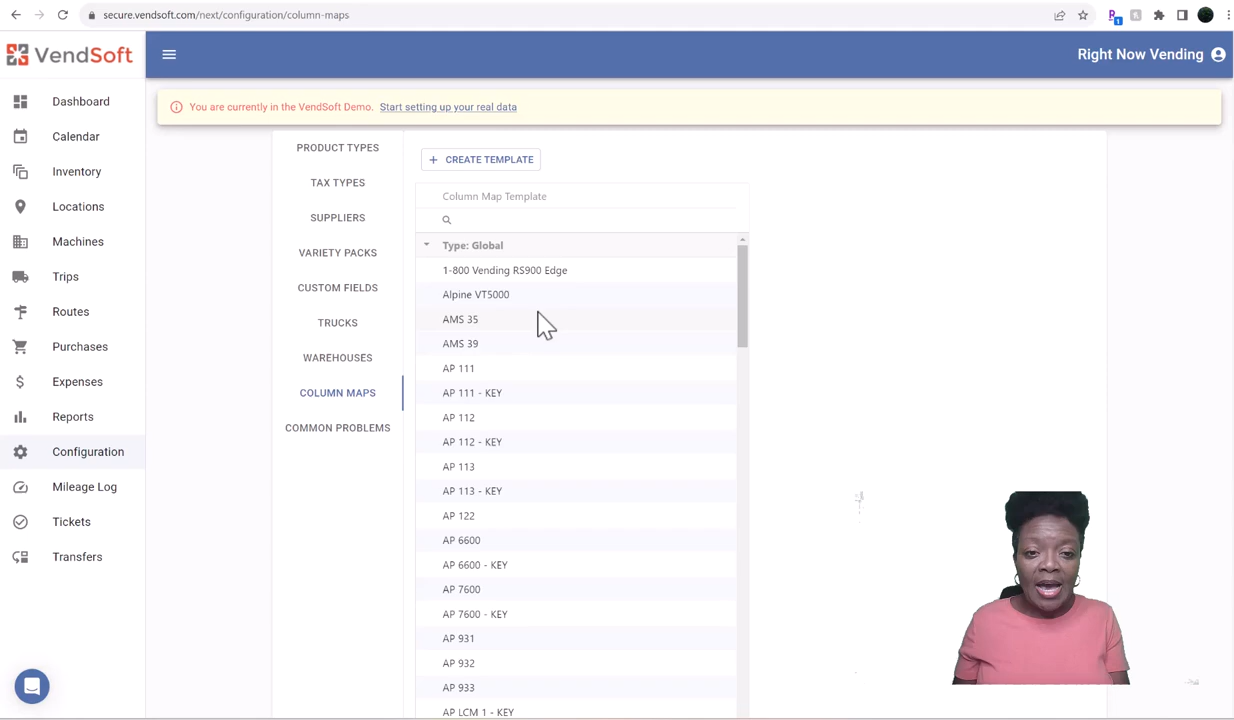 secure.vendsoft.com/next/configuration/column-maps
VendSoft
Right Now Vending
You are currently in the VendSoft Demo. Start setting up your real data
Dashboard
Calendar
Inventory
Locations
Machines
Trips
Routes
Purchases
Expenses
Reports
Configuration
Mileage Log
Tickets
Transfers
PRODUCT TYPES
TAX TYPES
SUPPLIERS
VARIETY PACKS
CUSTOM FIELDS
TRUCKS
WAREHOUSES
COLUMN MAPS
COMMON PROBLEMS
+ CREATE TEMPLATE
Column Map Template
Type: Global
1-800 Vending RS900 Edge
Alpine VT5000
AMS 35
AMS 39
AP 111
AP 111 - KEY
AP 112
AP 112 - KEY
AP 113
AP 113 - KEY
AP 122
AP 6600
AP 6600 - KEY
AP 7600
AP 7600 - KEY
AP 931
AP 932
AP 933
AP LCM 1 - KEY